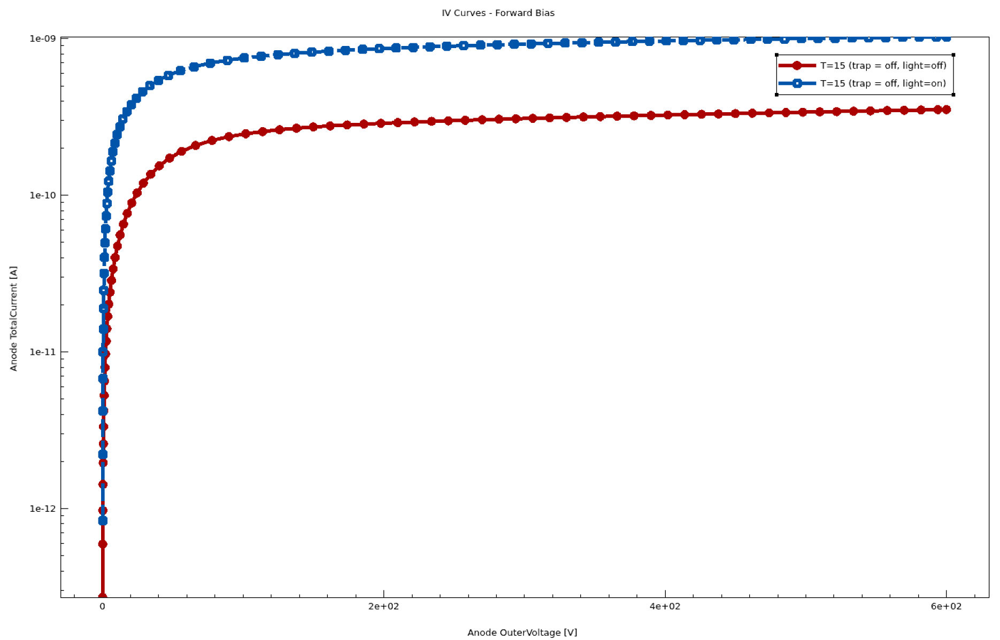 IV Curves - Forward Bias
1e-09
T=15 (trap = off, light=off)
T=15 (trap = off, light=on)
1e-10
1e-11
1e-12
Anode TotalCurrent [A]
0
2e+02
4e+02
6e+02
Anode OuterVoltage [V]